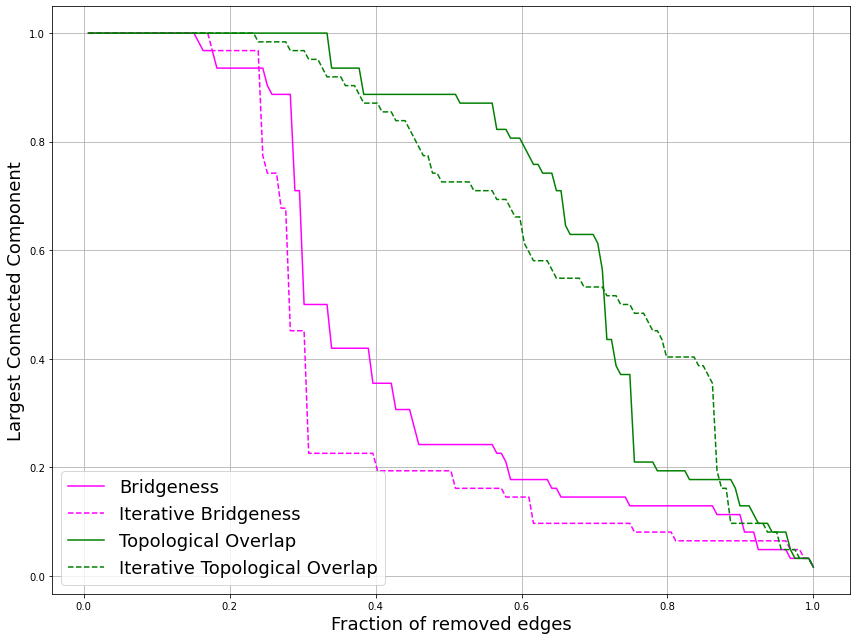 Largest Connected Component
1.0
0.8
0.6
0.4
0.2
0.0
Bridgeness
Iterative Bridgeness
Topological Overlap
Iterative Topological Overlap
0.0 0.2 0.4 0.6 0.8 1.0
Fraction of removed edges